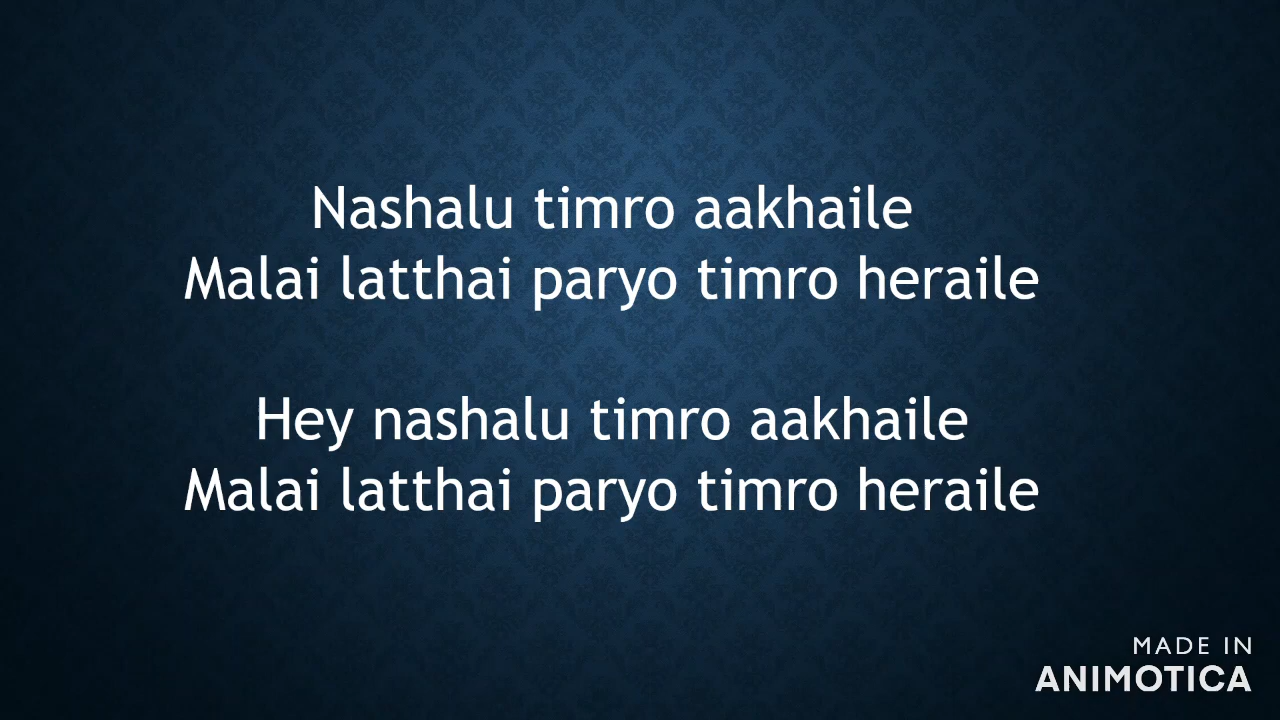 Nashalu timro aakhaile
Malai latthai paryo timro heraile
Hey nashalu timro aakhaile
Malai latthai paryo timro heraile
MADE IN
ANIMOTICA